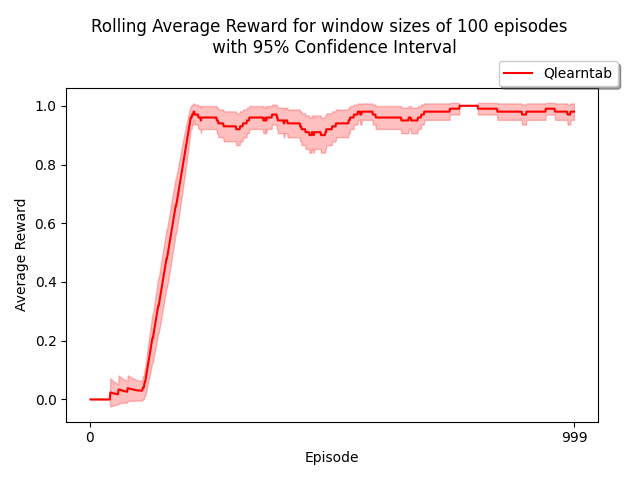 Rolling Average Reward for window sizes of 100 episodes
with 95% Confidence Interval
Qlearntab
1.0
0.8
0.6
0.4
0.2
0.0
Average Reward
0
999
Episode